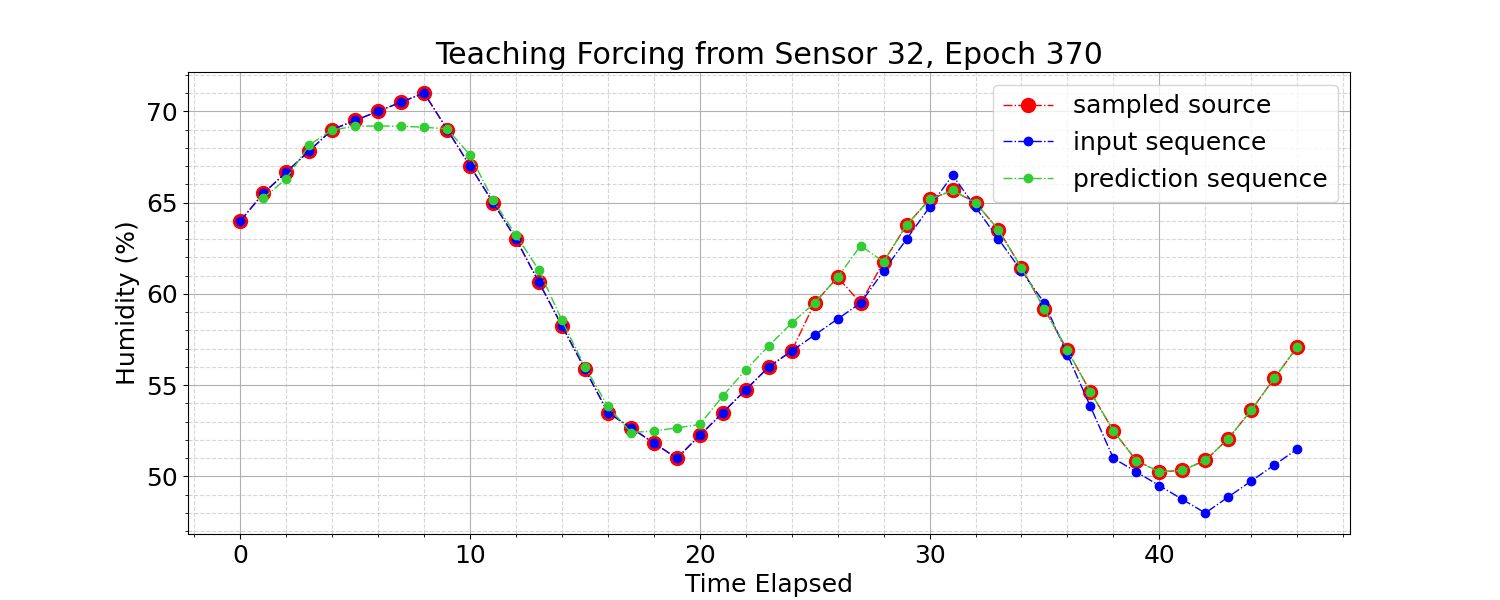 Teaching Forcing from Sensor 32, Epoch 370
sampled source
input sequence
prediction sequence
Humidity (%)
70
65
60
55
50
0 10 20 30 40
Time Elapsed